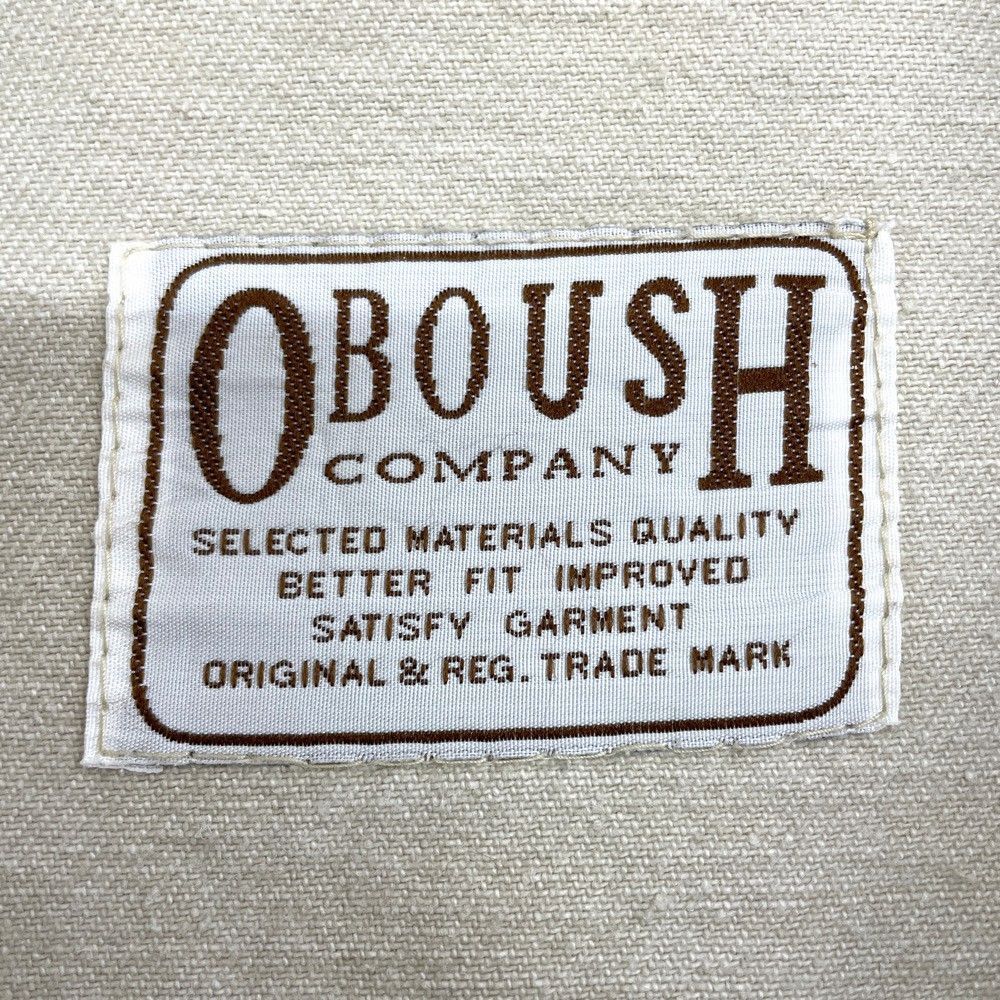 OBOUSH
COMPANY
SELECTED MATERIALS QUALITY
BETTER FIT IMPROVED
SATISFY GARMENT
ORIGINAL & REG. TRADE MARK